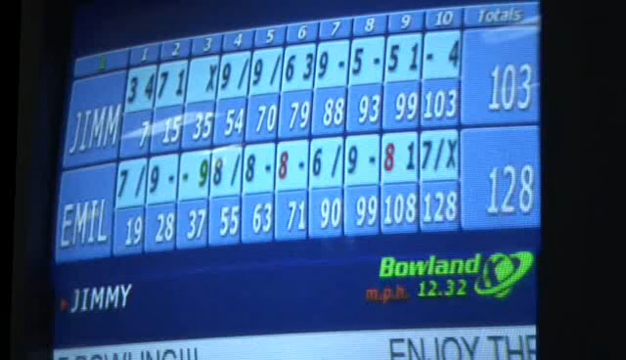 1 2 3 4 5 6 7 8 9 10 Totals
JIMM 3 4 7 1 X 9 / 9 / 6 3 9 - 5 - 5 1 - 4
7 15 35 54 70 79 88 93 99 103 103
EMIL 7 / 9 - - 9 8 / 8 - 8 - 6 / 9 - 8 1 7 / X
19 28 37 55 63 71 90 99 108 128 128
Bowland
JIMMY m.p.h. 12.32
BOWLING!!! ENJOY THE